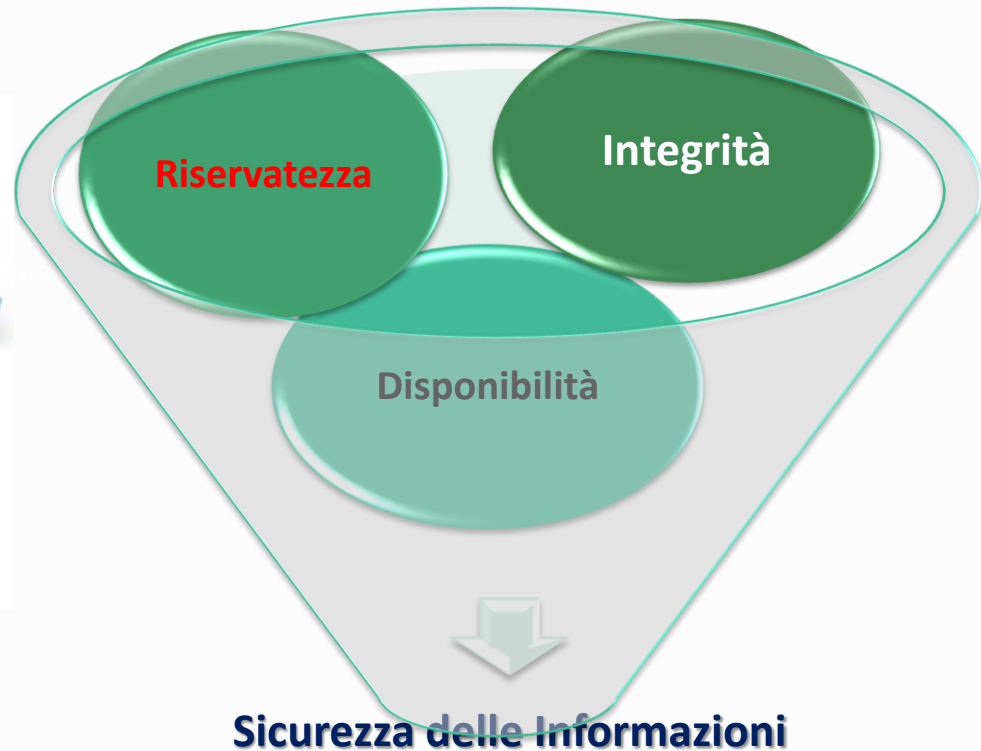 Riservatezza
Integrità
Disponibilità
Sicurezza delle Informazioni